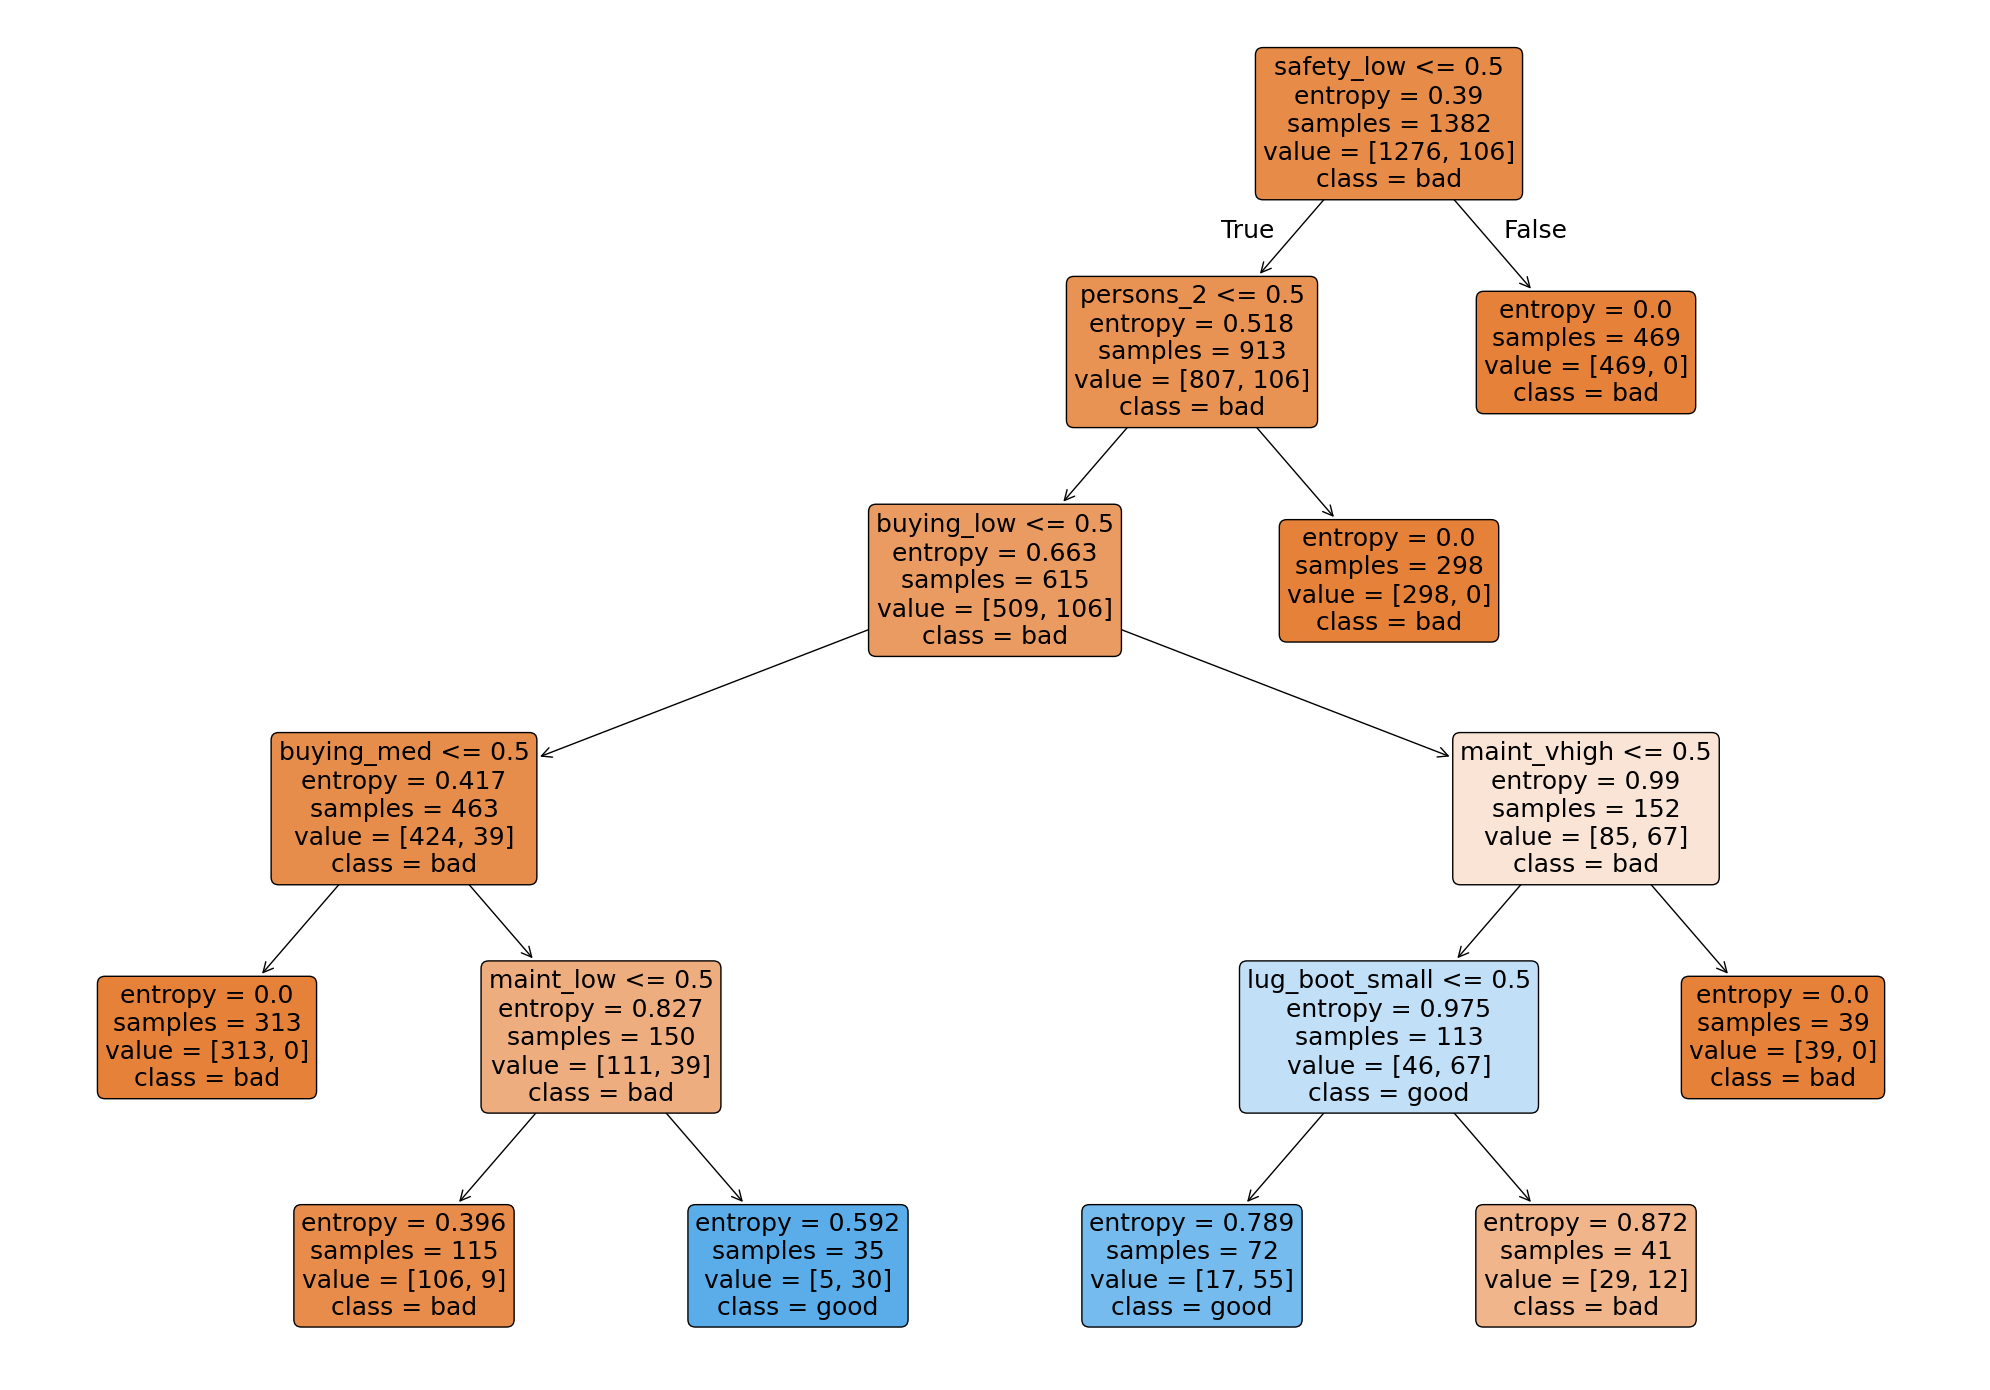 safety_low <= 0.5
entropy = 0.39
samples = 1382
value = [1276, 106]
class = bad
True
False
persons_2 <= 0.5
entropy = 0.518
samples = 913
value = [807, 106]
class = bad
entropy = 0.0
samples = 469
value = [469, 0]
class = bad
buying_low <= 0.5
entropy = 0.663
samples = 615
value = [509, 106]
class = bad
entropy = 0.0
samples = 298
value = [298, 0]
class = bad
buying_med <= 0.5
entropy = 0.417
samples = 463
value = [424, 39]
class = bad
maint_vhigh <= 0.5
entropy = 0.99
samples = 152
value = [85, 67]
class = bad
entropy = 0.0
samples = 313
value = [313, 0]
class = bad
maint_low <= 0.5
entropy = 0.827
samples = 150
value = [111, 39]
class = bad
lug_boot_small <= 0.5
entropy = 0.975
samples = 113
value = [46, 67]
class = good
entropy = 0.0
samples = 39
value = [39, 0]
class = bad
entropy = 0.396
samples = 115
value = [106, 9]
class = bad
entropy = 0.592
samples = 35
value = [5, 30]
class = good
entropy = 0.789
samples = 72
value = [17, 55]
class = good
entropy = 0.872
samples = 41
value = [29, 12]
class = bad